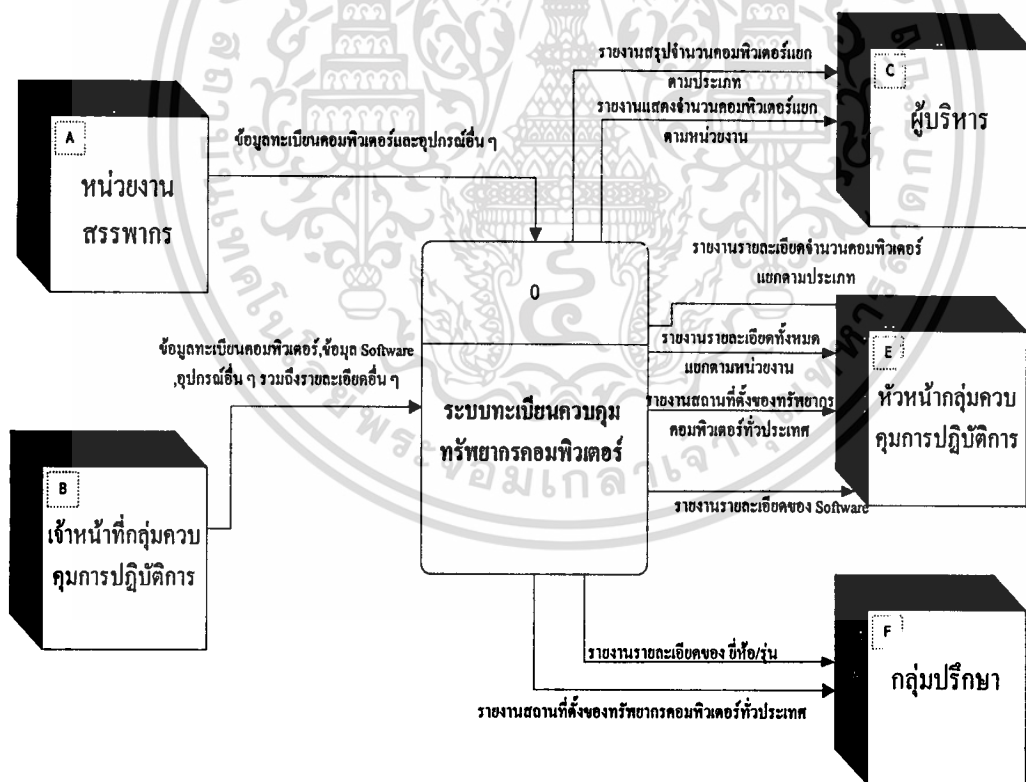 A
หน่วยงาน
สรรพากร
ข้อมูลทะเบียนคอมพิวเตอร์และอุปกรณ์อื่น ๆ
รายงานสรุปจำนวนคอมพิวเตอร์แยก
ตามประเภท
รายงานแสดงจำนวนคอมพิวเตอร์แยก
ตามหน่วยงาน
C
ผู้บริหาร
0
ระบบทะเบียนควบคุม
ทรัพยากรคอมพิวเตอร์
ข้อมูลทะเบียนคอมพิวเตอร์,ข้อมูล Software
,อุปกรณ์อื่น ๆ รวมถึงรายละเอียดอื่น ๆ
B
เจ้าหน้าที่กลุ่มควบ
คุมการปฏิบัติการ
รายงานรายละเอียดจำนวนคอมพิวเตอร์
แยกตามประเภท
รายงานรายละเอียดทั้งหมด
แยกตามหน่วยงาน
รายงานสถานที่ตั้งของทรัพยากร
คอมพิวเตอร์ทั่วประเทศ
รายงานรายละเอียดของ Software
E
หัวหน้ากลุ่มควบ
คุมการปฏิบัติการ
รายงานรายละเอียดของ ยี่ห้อ/รุ่น
รายงานสถานที่ตั้งของทรัพยากรคอมพิวเตอร์ทั่วประเทศ
F
กลุ่มปรึกษา